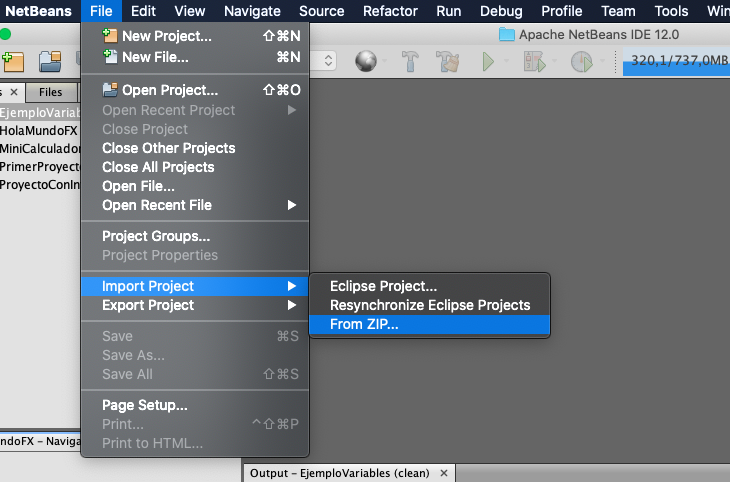 NetBeans File Edit View Navigate Source Refactor Run Debug Profile Team Tools Win
Apache NetBeans IDE 12.0
320,1/737,0MB
s × Files
EjemploVariables
HolaMundoFX
MiniCalculador
PrimerProyecto
ProyectoConIn
New Project... ⇧⌘N
New File... ⌘N
Open Project... ⇧⌘O
Open Recent Project ▶
Close Project
Close Other Projects
Close All Projects
Open File...
Open Recent File ▶
Project Groups...
Project Properties
Import Project ▶
Export Project ▶
Save ⌘S
Save As...
Save All ⇧⌘S
Page Setup...
Print... ^⇧⌘P
Print to HTML...
Eclipse Project...
Resynchronize Eclipse Projects
From ZIP...
ndoFX – Naviga
Output – EjemploVariables (clean) ×